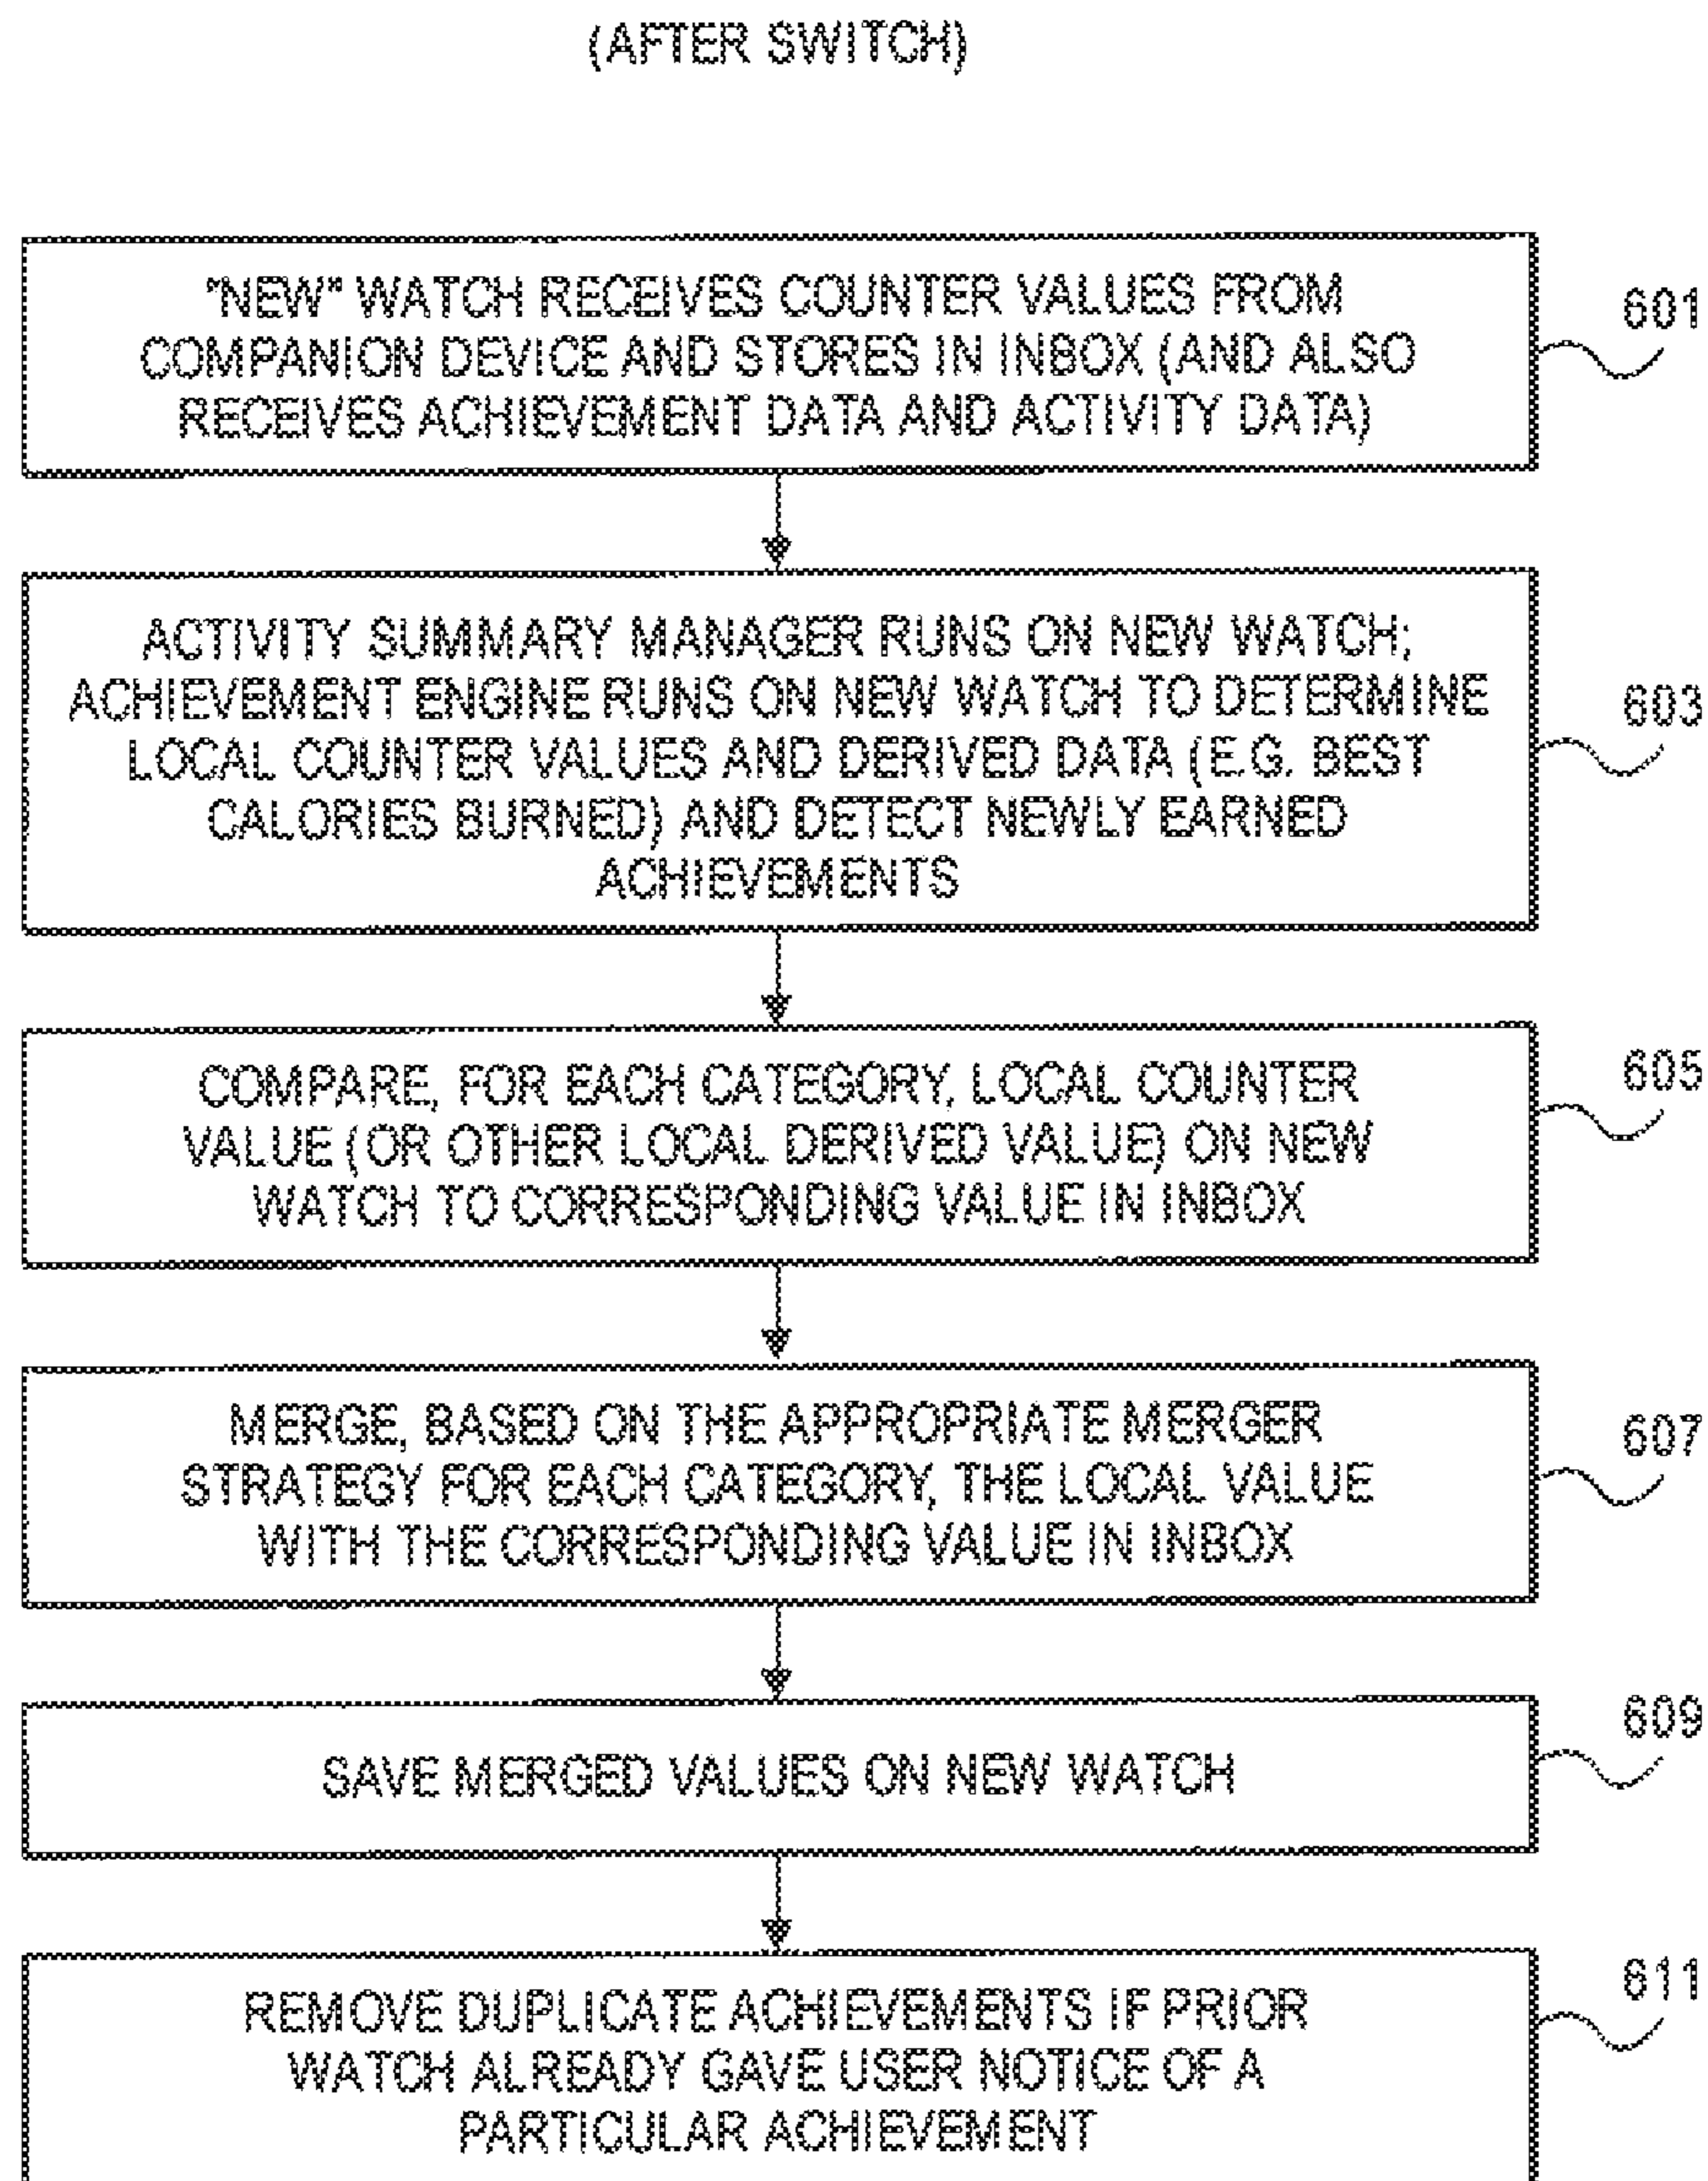 (AFTER SWITCH)
"NEW" WATCH RECEIVES COUNTER VALUES FROM
COMPANION DEVICE AND STORES IN INBOX (AND ALSO
RECEIVES ACHIEVEMENT DATA AND ACTIVITY DATA)
601
ACTIVITY SUMMARY MANAGER RUNS ON NEW WATCH;
ACHIEVEMENT ENGINE RUNS ON NEW WATCH TO DETERMINE
LOCAL COUNTER VALUES AND DERIVED DATA (E.G. BEST
CALORIES BURNED) AND DETECT NEWLY EARNED
ACHIEVEMENTS
603
COMPARE, FOR EACH CATEGORY, LOCAL COUNTER
VALUE (OR OTHER LOCAL DERIVED VALUE) ON NEW
WATCH TO CORRESPONDING VALUE IN INBOX
605
MERGE, BASED ON THE APPROPRIATE MERGER
STRATEGY FOR EACH CATEGORY, THE LOCAL VALUE
WITH THE CORRESPONDING VALUE IN INBOX
607
SAVE MERGED VALUES ON NEW WATCH
609
REMOVE DUPLICATE ACHIEVEMENTS IF PRIOR
WATCH ALREADY GAVE USER NOTICE OF A
PARTICULAR ACHIEVEMENT
611